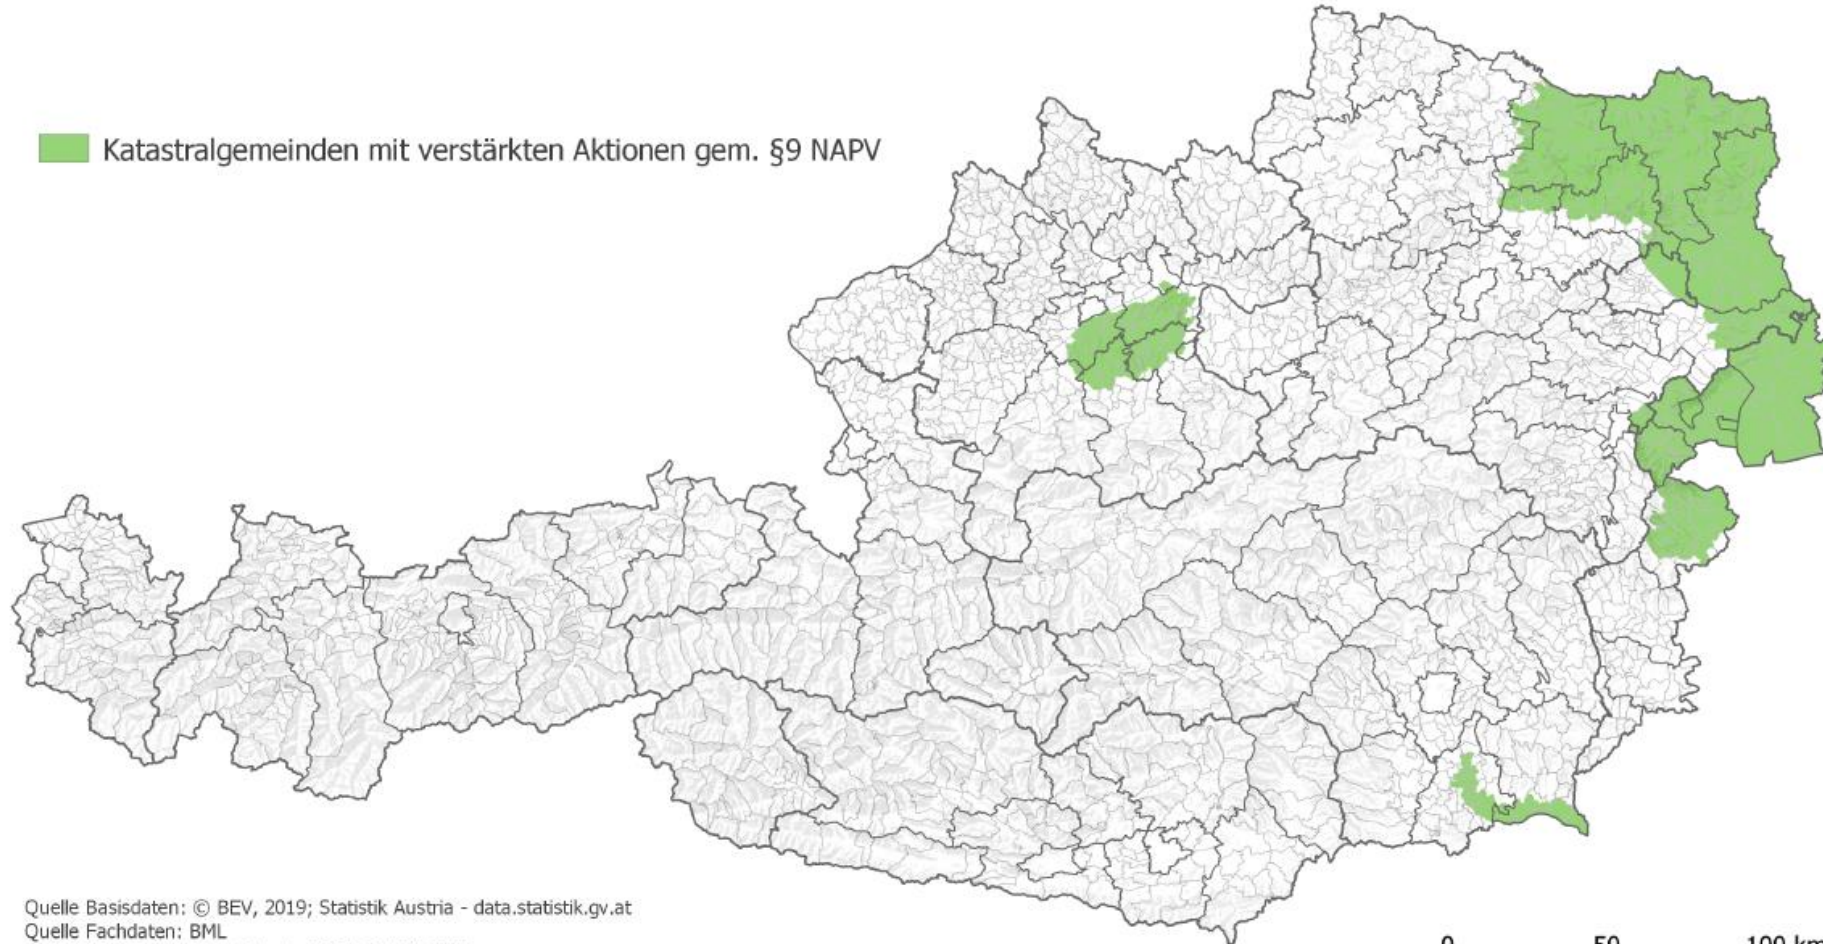 Katastralgemeinden mit verstärkten Aktionen gem. §9 NAPV
Quelle Basisdaten: © BEV, 2019; Statistik Austria - data.statistik.gv.at
Quelle Fachdaten: BML
0 50 100 km